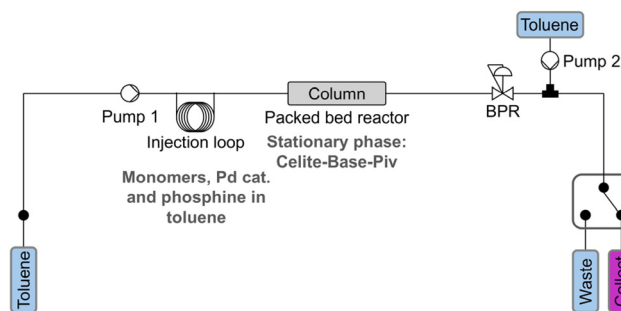 Toluene
Pump 2
Pump 1
Column
BPR
Injection loop
Packed bed reactor
Stationary phase:
Celite-Base-Piv
Monomers, Pd cat.
and phosphine in
toluene
Toluene
Waste
Collect